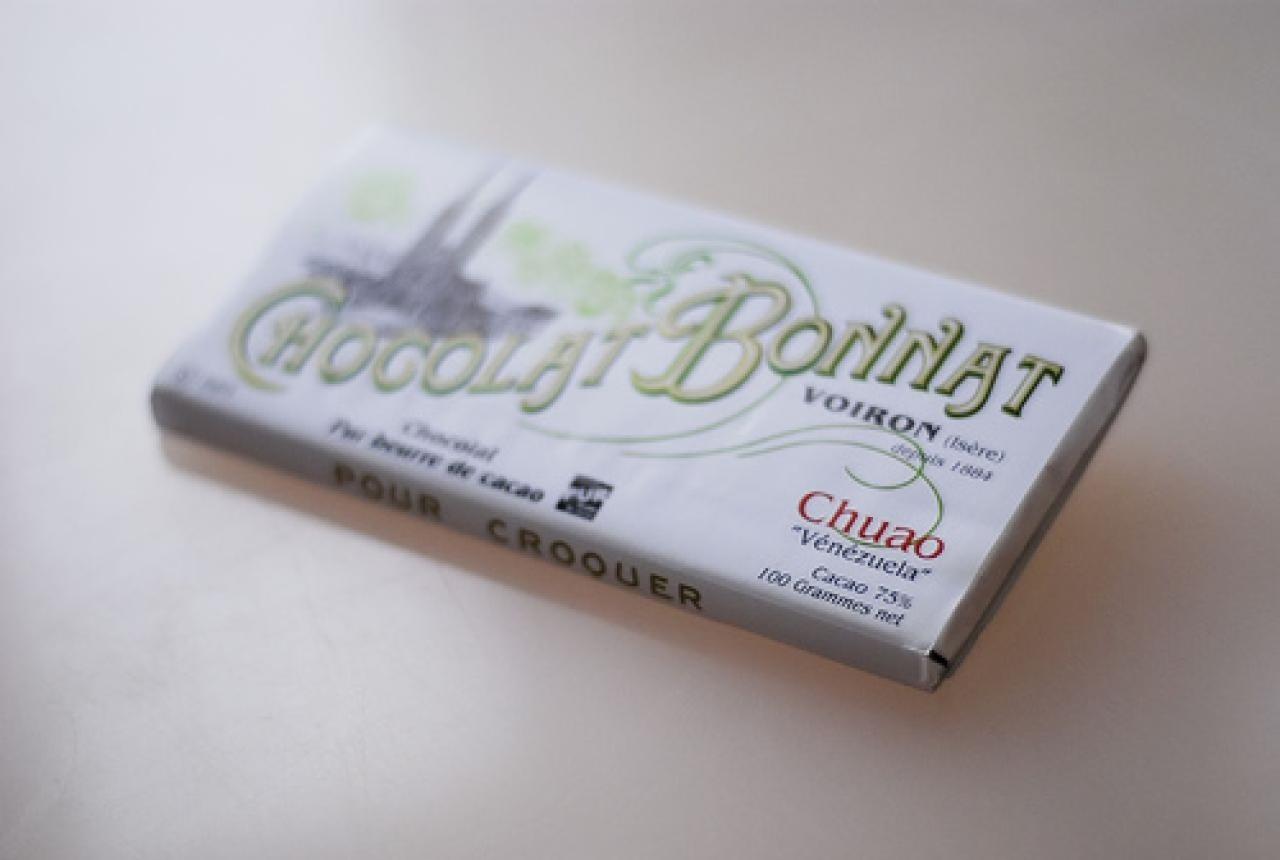 CHOCOLAT BONNAT
VOIRON (Isère)
depuis 1884
Chocolat
Pur beurre de cacao
Chuao
"Vénézuela"
Cacao 75%
100 Grammes net
POUR CROQUER